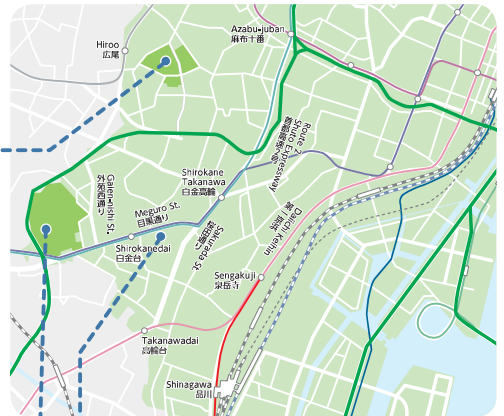 Azabu-juban
麻布十番
Hiroo
広尾
Route 2,
Shuto Expressway
首都高速2号
Shirokane
Takanawa
白金高輪
Gaien-nishi St.
外苑西通り
Meguro St.
目黒通り
Sakurada St.
桜田通り
Daiichi Keihin
第一京浜
Shirokanedai
白金台
Sengakuji
泉岳寺
Takanawadai
高輪台
Shinagawa
品川